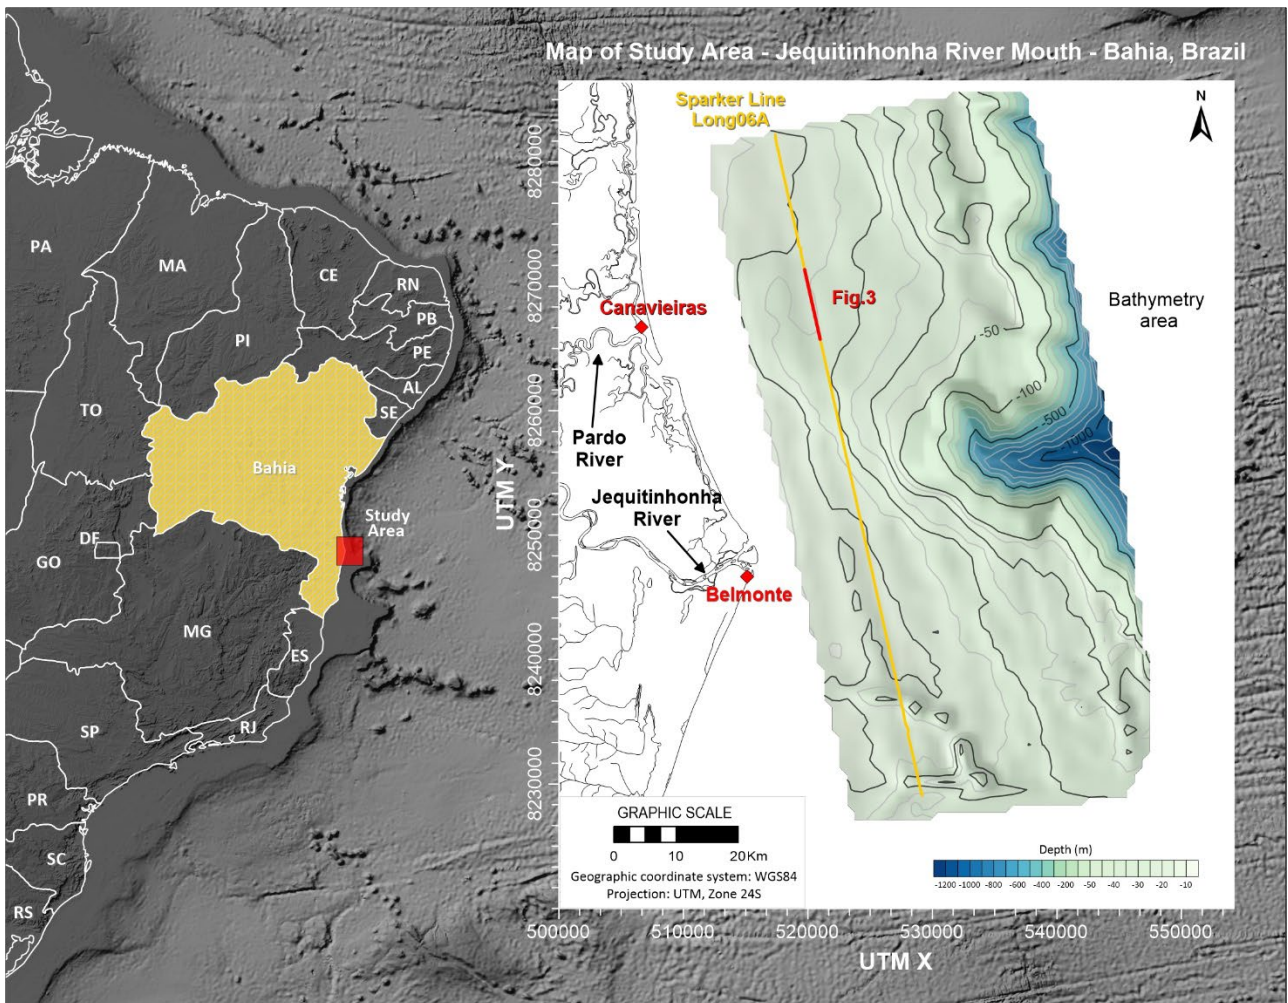 Map of Study Area - Jequitinhonha River Mouth - Bahia, Brazil
Sparker Line
Long06A
N
PA
MA
CE
RN
PB
PI
PE
AL
SE
TO
Bahia
Study
Area
DF
GO
MG
ES
SP
RJ
PR
SC
RS
UTM Y
8280000
8270000
8260000
8250000
8240000
8230000
Canavieiras
Fig.3
Bathymetry
area
-50
-100
-500
-1000
Pardo
River
Jequitinhonha
River
Belmonte
GRAPHIC SCALE
0 10 20Km
Geographic coordinate system: WGS84
Projection: UTM, Zone 24S
Depth (m)
-1200 -1000 -800 -600 -400 -200 -50 -40 -30 -20 -10
500000 510000 520000 530000 540000 550000
UTM X